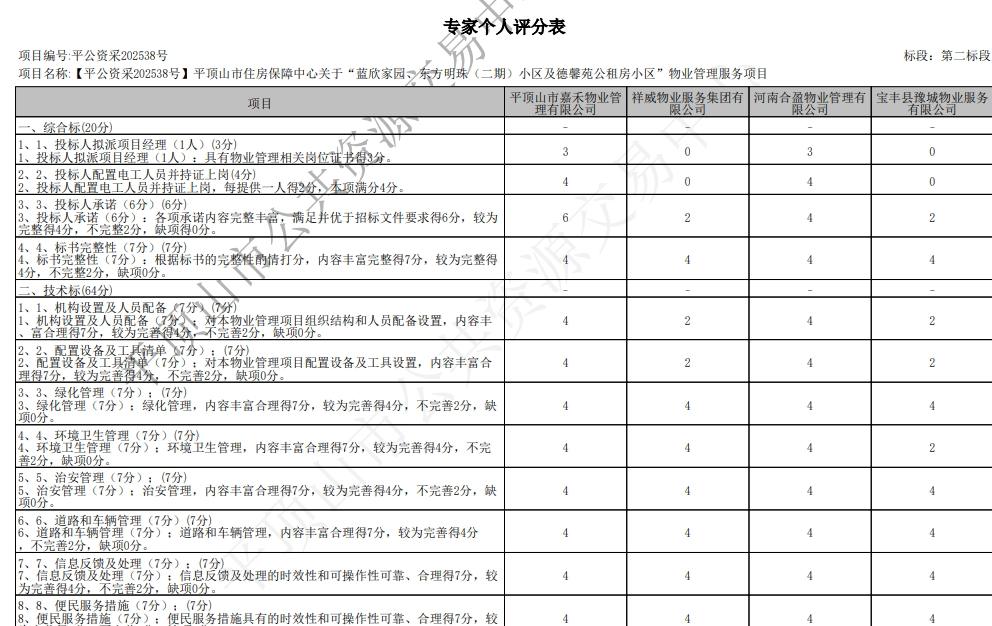 专家个人评分表
项目编号:平公资采202538号
标段：第二标段
项目名称:【平公资采202538号】平顶山市住房保障中心关于“蓝欣家园、东方明珠（二期）小区及德馨苑公租房小区”物业管理服务项目
项目
平顶山市嘉禾物业管理有限公司
祥威物业服务集团有限公司
河南合盈物业管理有限公司
宝丰县豫城物业服务有限公司
一、综合标(20分) - - - -
1、1、投标人拟派项目经理（1人）(3分)
1、投标人拟派项目经理（1人）：具有物业管理相关岗位证书得3分。
3 0 3 0
2、2、投标人配置电工人员并持证上岗(4分)
2、投标人配置电工人员并持证上岗，每提供一人得2分，本项满分4分。
4 0 4 0
3、3、投标人承诺（6分）(6分)
3、投标人承诺（6分）：各项承诺内容完整丰富，满足并优于招标文件要求得6分，较为
完整得4分，不完整2分，缺项得0分。
6 2 4 2
4、4、标书完整性（7分）(7分)
4、标书完整性（7分）：根据标书的完整性酌情打分，内容丰富完整得7分，较为完整得
4分，不完整2分，缺项0分。
4 4 4 4
二、技术标(64分) - - - -
1、1、机构设置及人员配备（7分）(7分)
1、机构设置及人员配备（7分）；对本物业管理项目组织结构和人员配备设置，内容丰
、富合理得7分，较为完善得4分，不完善2分，缺项0分。
4 2 4 2
2、2、配置设备及工具清单（7分）；(7分)
2、配置设备及工具清单（7分）；对本物业管理项目配置设备及工具设置，内容丰富合
理得7分，较为完善得4分，不完善2分，缺项0分。
4 2 4 2
3、3、绿化管理（7分）；(7分)
3、绿化管理（7分）；绿化管理，内容丰富合理得7分，较为完善得4分，不完善2分，缺
项0分。
4 4 4 4
4、4、环境卫生管理（7分）(7分)
4、环境卫生管理（7分）；环境卫生管理，内容丰富合理得7分，较为完善得4分，不完
善2分，缺项0分。
4 4 4 2
5、5、治安管理（7分）；(7分)
5、治安管理（7分）；治安管理，内容丰富合理得7分，较为完善得4分，不完善2分，缺
项0分。
4 4 4 4
6、6、道路和车辆管理（7分）(7分)
6、道路和车辆管理（7分）；道路和车辆管理，内容丰富合理得7分，较为完善得4分
，不完善2分，缺项0分。
4 4 4 4
7、7、信息反馈及处理（7分）；(7分)
7、信息反馈及处理（7分）；信息反馈及处理的时效性和可操作性可靠、合理得7分，较
为完善得4分，不完善2分，缺项0分。
4 4 4 4
8、8、便民服务措施（7分）；(7分)
8、便民服务措施（7分）；便民服务措施具有的时效性和可操作性可靠、合理得7分，较
4 4 4 4
平顶山市公共资源交易中
平顶山市公共资源交易中